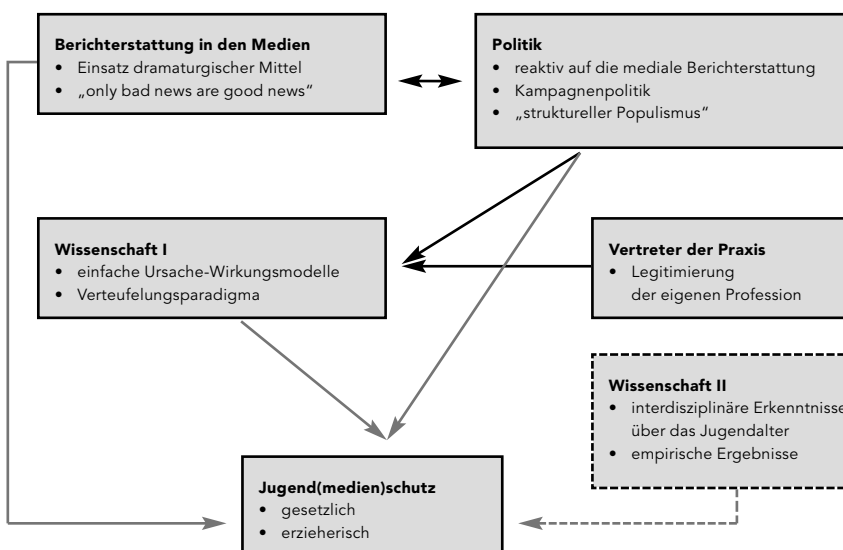 Berichterstattung in den Medien
• Einsatz dramaturgischer Mittel
• „only bad news are good news“
Politik
• reaktiv auf die mediale Berichterstattung
• Kampagnenpolitik
• „struktureller Populismus“
Wissenschaft I
• einfache Ursache-Wirkungsmodelle
• Verteufelungsparadigma
Vertreter der Praxis
• Legitimierung
der eigenen Profession
Wissenschaft II
• interdisziplinäre Erkenntnisse
über das Jugendalter
• empirische Ergebnisse
Jugend(medien)schutz
• gesetzlich
• erzieherisch